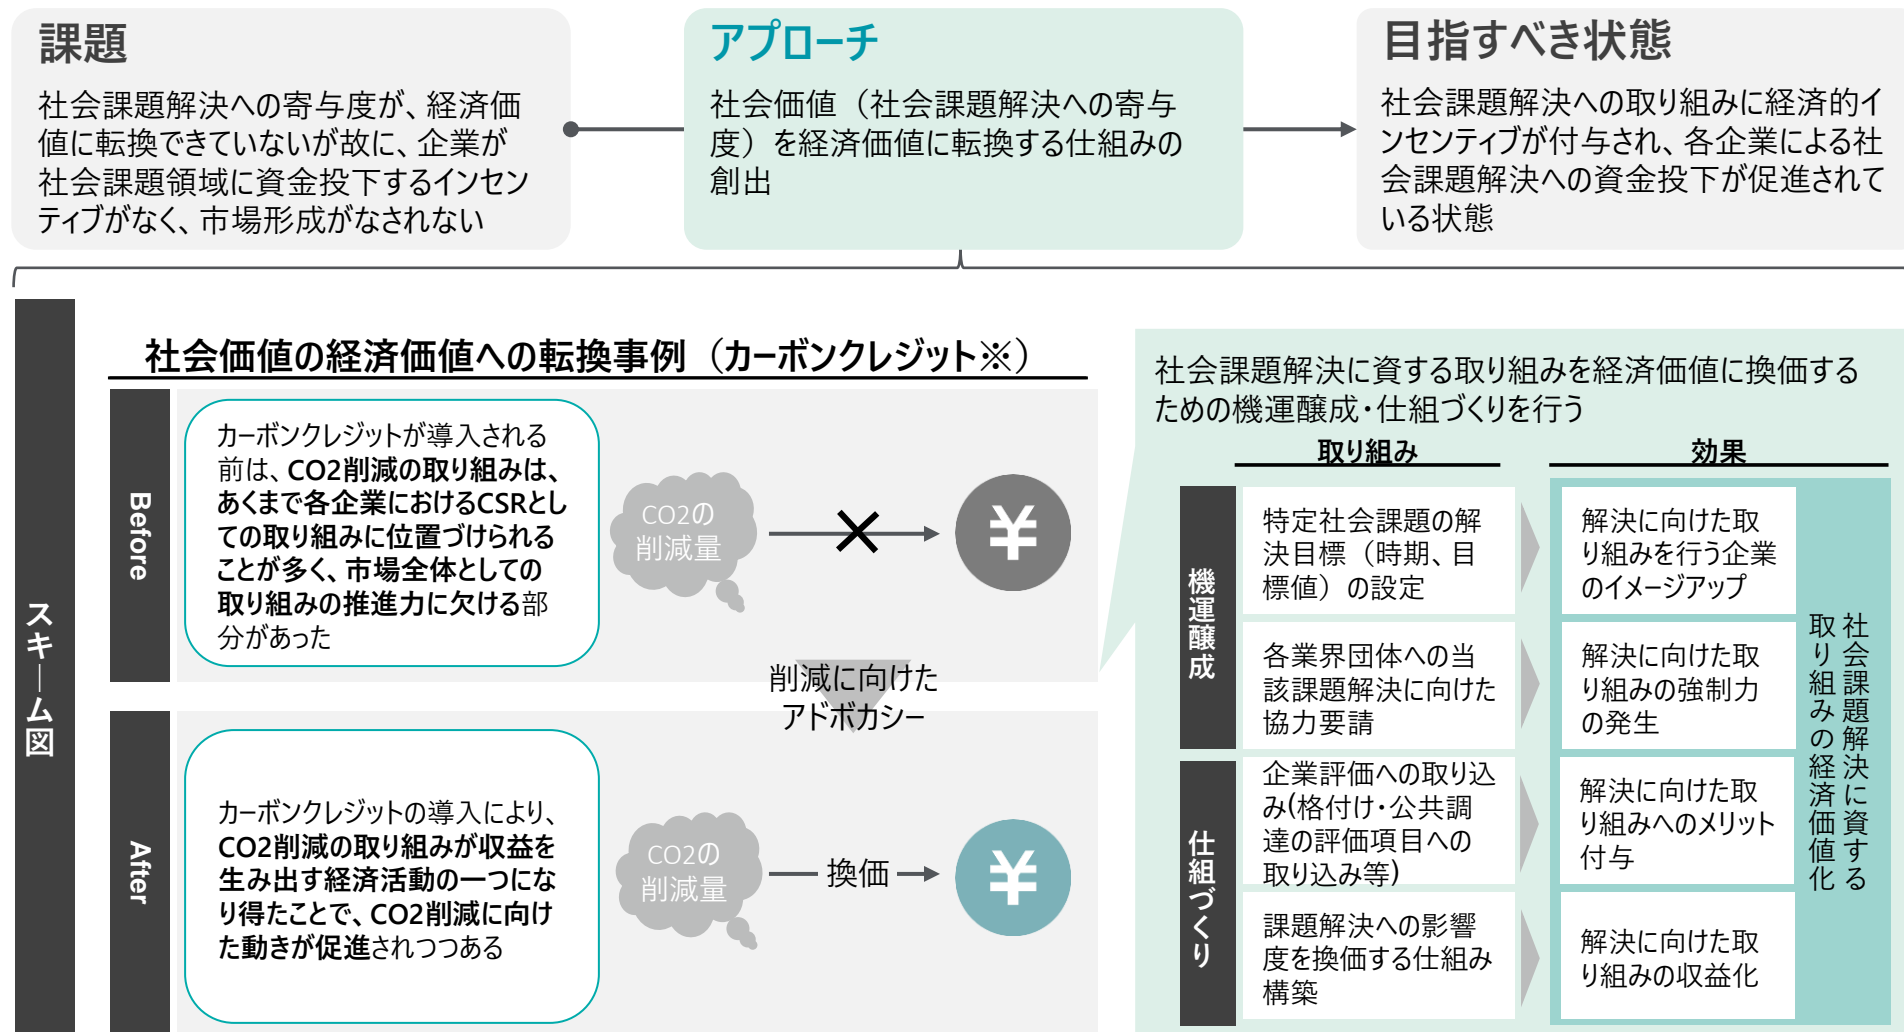 課題
社会課題解決への寄与度が、経済価
値に転換できていないが故に、企業が
社会課題領域に資金投下するインセン
ティブがなく、市場形成がなされない
アプローチ
社会価値（社会課題解決への寄与
度）を経済価値に転換する仕組みの
創出
目指すべき状態
社会課題解決への取り組みに経済的イ
ンセンティブが付与され、各企業による社
会課題解決への資金投下が促進されて
いる状態
スキーム図
社会価値の経済価値への転換事例（カーボンクレジット※）
Before
カーボンクレジットが導入される
前は、CO2削減の取り組みは、
あくまで各企業におけるCSRとし
ての取り組みに位置づけられる
ことが多く、市場全体としての
取り組みの推進力に欠ける部
分があった
CO2の
削減量
¥
削減に向けた
アドボカシー
After
カーボンクレジットの導入により、
CO2削減の取り組みが収益を
生み出す経済活動の一つにな
り得たことで、CO2削減に向け
た動きが促進されつつある
CO2の
削減量
換価
¥
社会課題解決に資する取り組みを経済価値に換価する
ための機運醸成・仕組づくりを行う
取り組み
効果
機運醸成
特定社会課題の解
決目標（時期、目
標値）の設定
解決に向けた取
り組みを行う企業
のイメージアップ
各業界団体への当
該課題解決に向けた
協力要請
解決に向けた取
り組みの強制力
の発生
仕組づくり
企業評価への取り込
み(格付け・公共調
達の評価項目への
取り込み等)
解決に向けた取
り組みへのメリット
付与
課題解決への影響
度を換価する仕組み
構築
解決に向けた取
り組みの収益化
社会課題解決に資する
取り組みの経済価値化